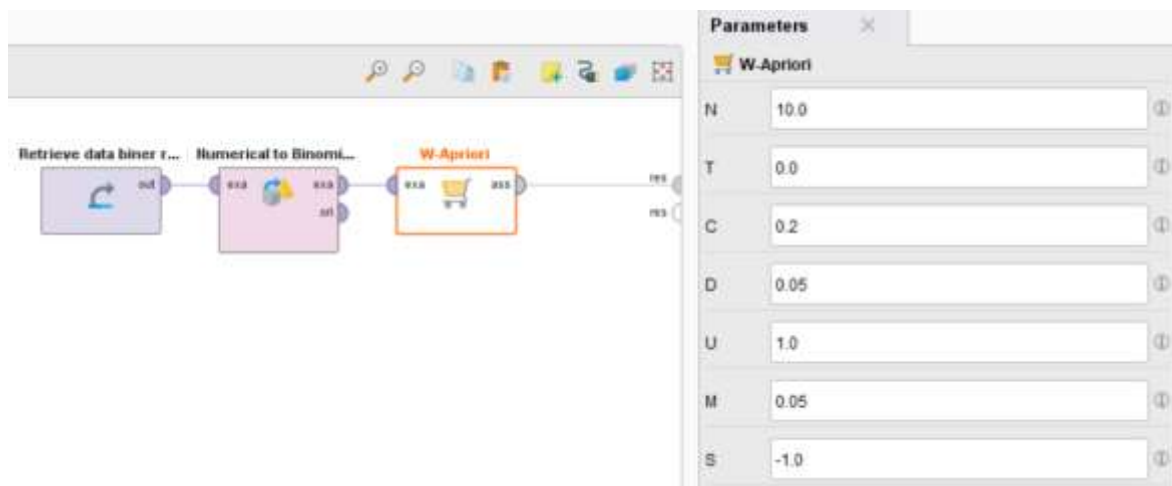 Parameters
W-Apriori
N 10.0
T 0.0
C 0.2
D 0.05
U 1.0
M 0.05
S -1.0
Retrieve data biner r... Numerical to Binomi... W-Apriori
out exa exa exa ass res
ori res